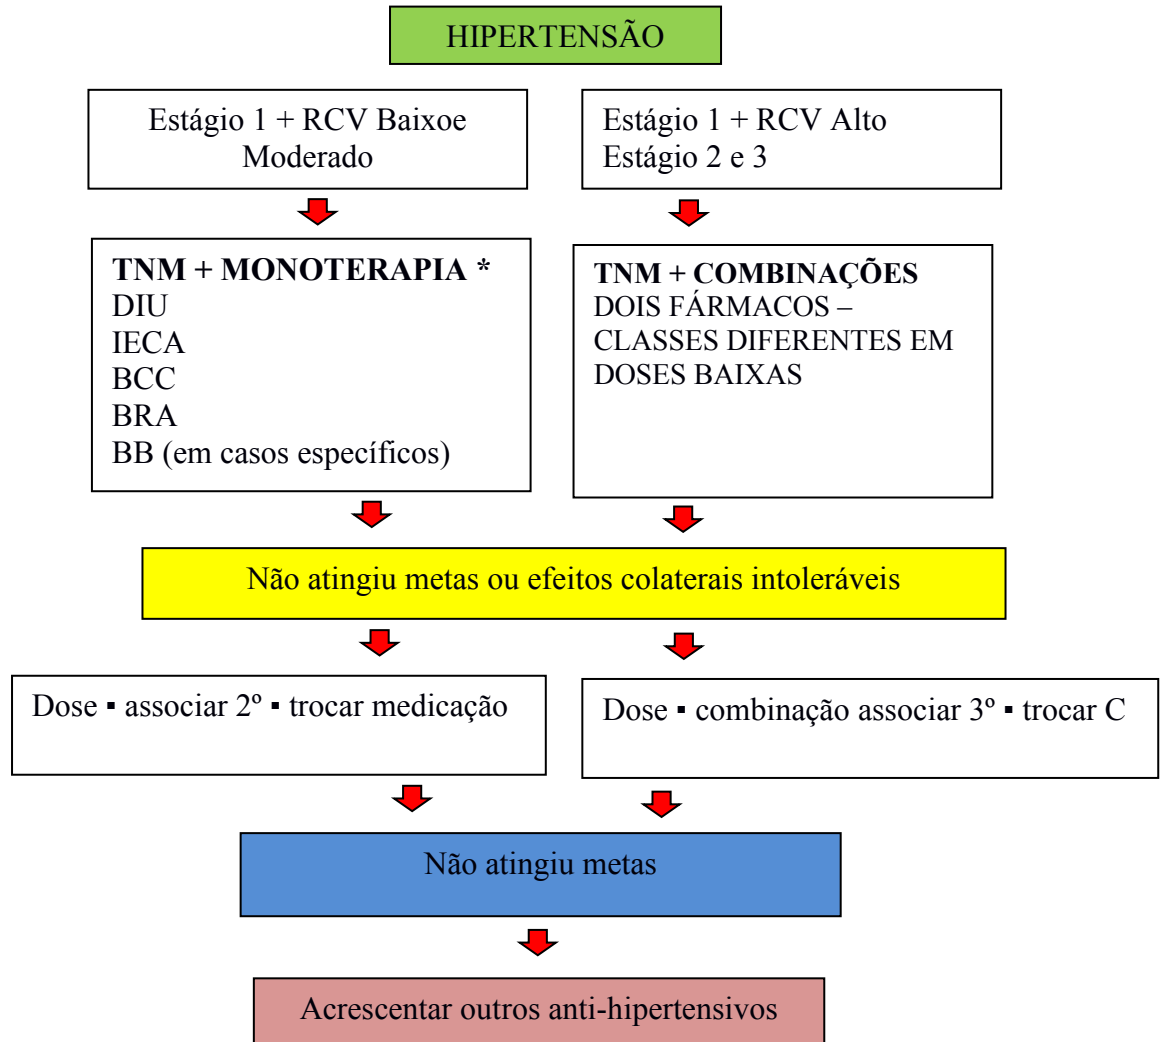 HIPERTENSÃO
Estágio 1 + RCV Baixoe
Moderado
Estágio 1 + RCV Alto
Estágio 2 e 3
TNM + MONOTERAPIA *
DIU
IECA
BCC
BRA
BB (em casos específicos)
TNM + COMBINAÇÕES
DOIS FÁRMACOS –
CLASSES DIFERENTES EM
DOSES BAIXAS
Não atingiu metas ou efeitos colaterais intoleráveis
Dose ▪ associar 2º ▪ trocar medicação
Dose ▪ combinação associar 3º ▪ trocar C
Não atingiu metas
Acrescentar outros anti-hipertensivos